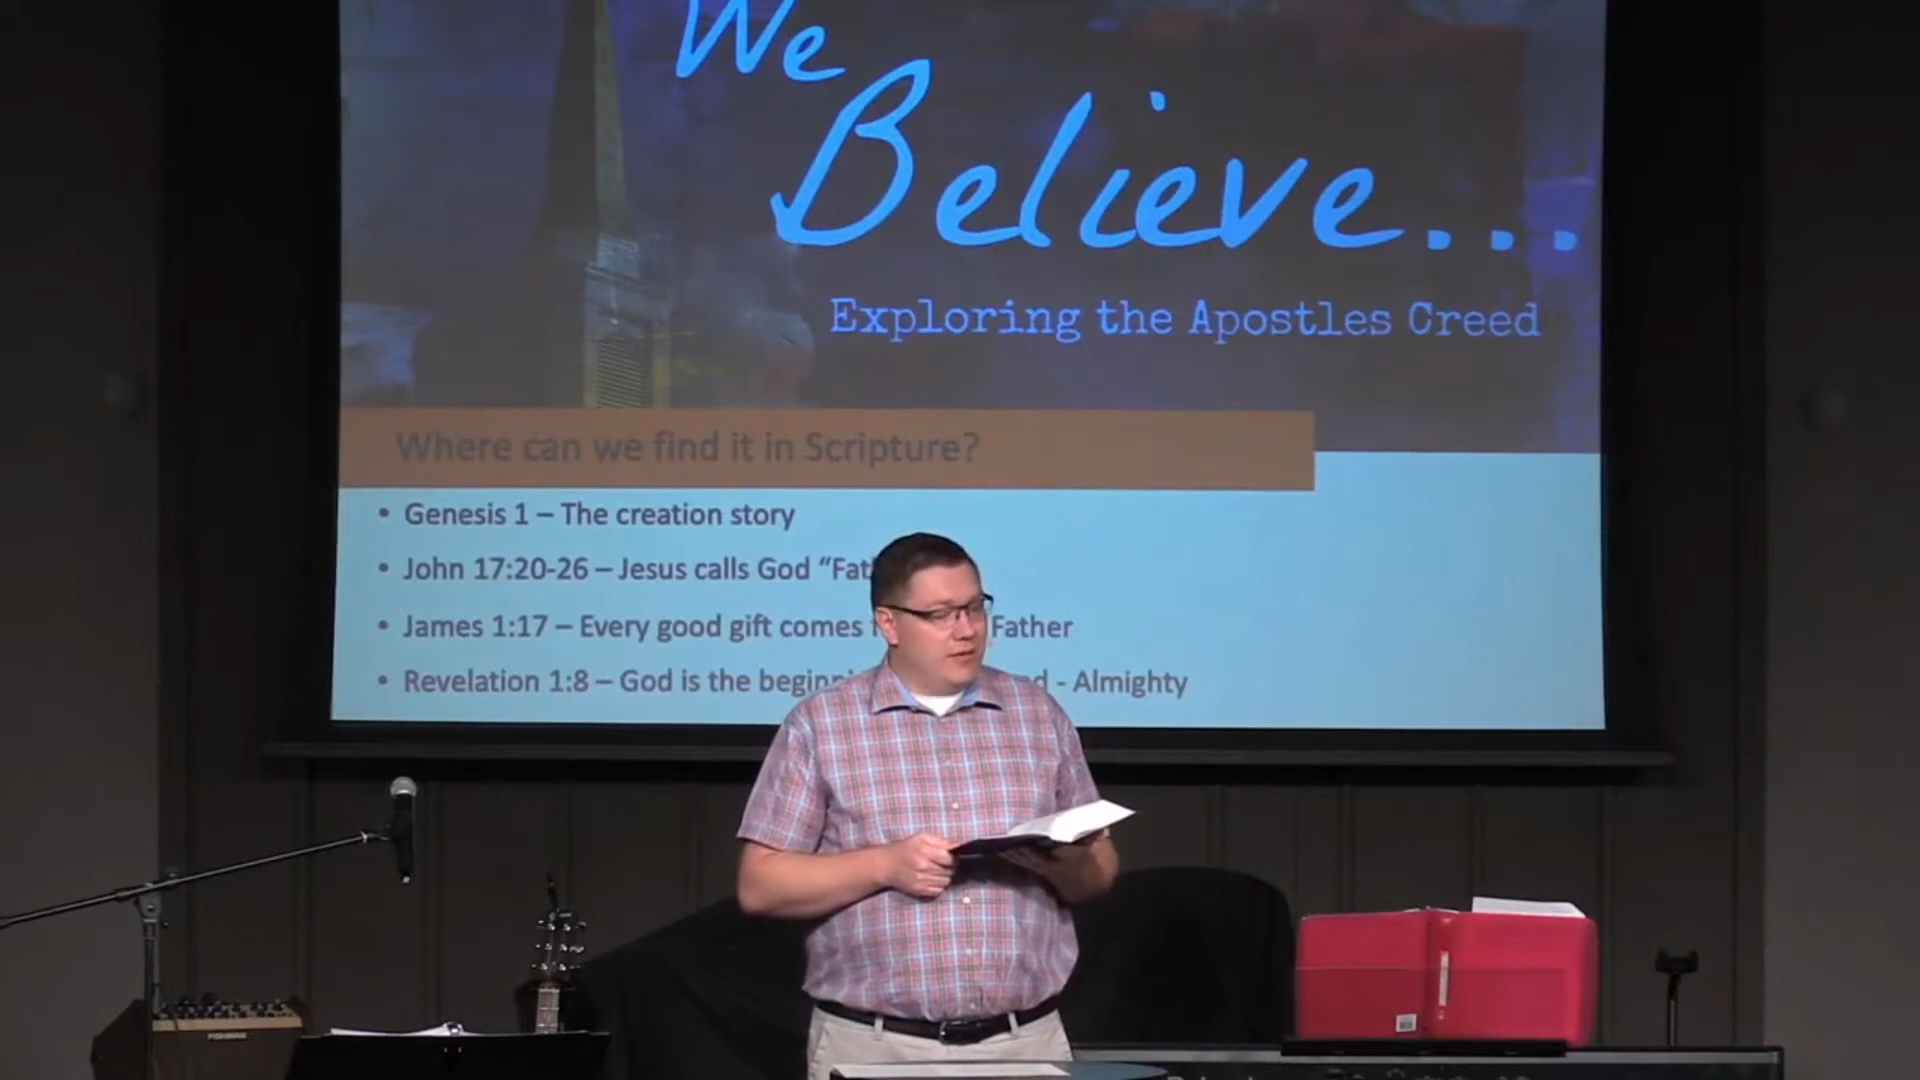 We
Believe...
Exploring the Apostles Creed
Where can we find it in Scripture?
• Genesis 1 – The creation story
• John 17:20-26 – Jesus calls God “Fat
• James 1:17 – Every good gift comes Father
• Revelation 1:8 – God is the beginni d - Almighty
FISHMAN